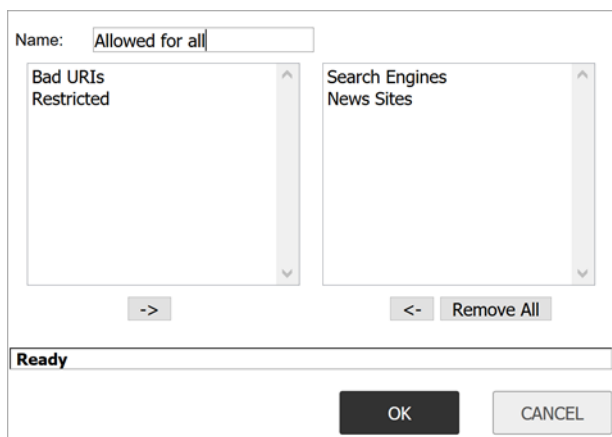 Name: Allowed for all
Bad URIs
Restricted
Search Engines
News Sites
->
<- Remove All
Ready
OK CANCEL